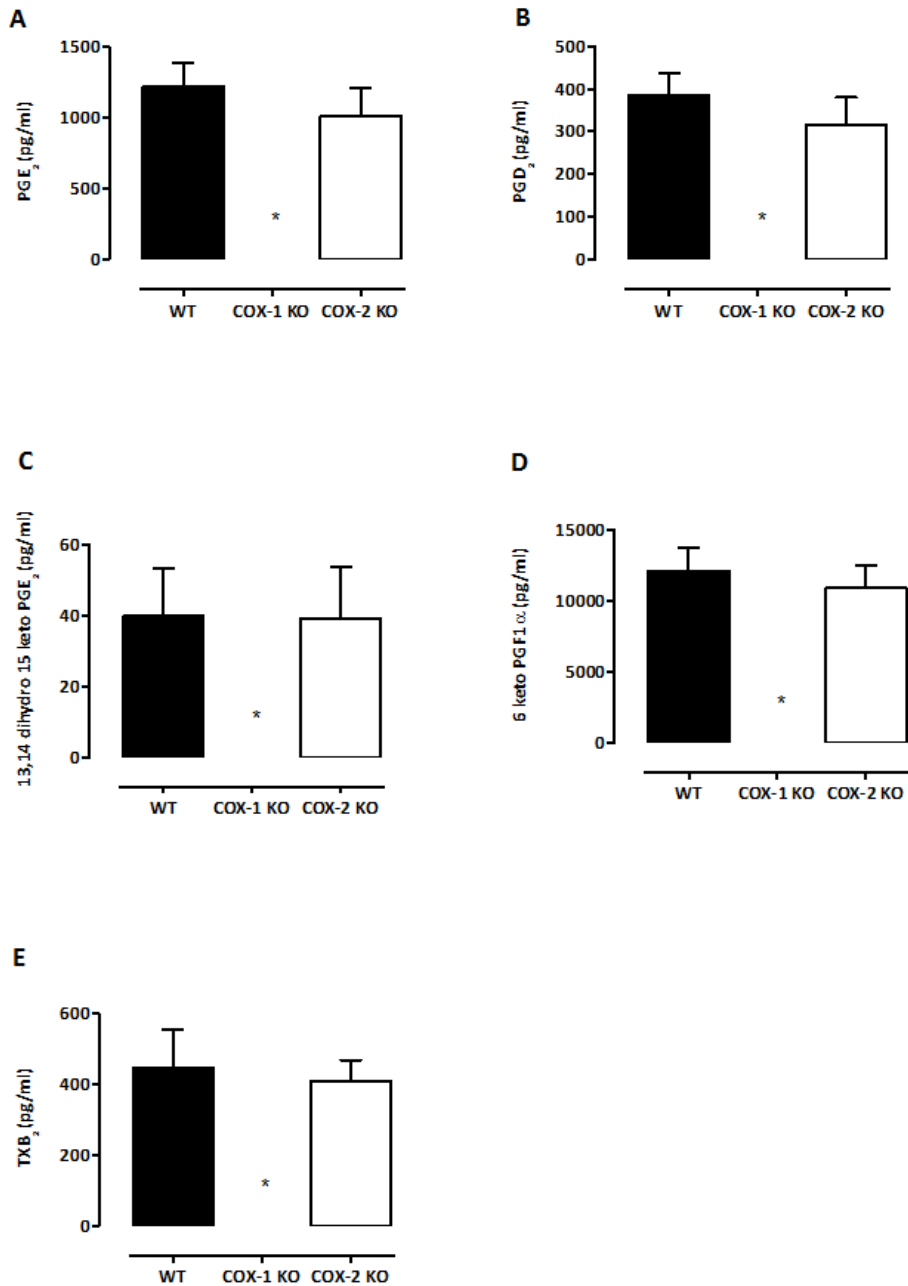 A
PGE₂ (pg/ml)
1500
1000
500
0
*
WT COX-1 KO COX-2 KO
B
PGD₂ (pg/ml)
500
400
300
200
100
0
*
WT COX-1 KO COX-2 KO
C
13,14 dihydro 15 keto PGE₂ (pg/ml)
60
40
20
0
*
WT COX-1 KO COX-2 KO
D
6 keto PGF1 α (pg/ml)
15000
10000
5000
0
*
WT COX-1 KO COX-2 KO
E
TXB₂ (pg/ml)
600
400
200
0
*
WT COX-1 KO COX-2 KO